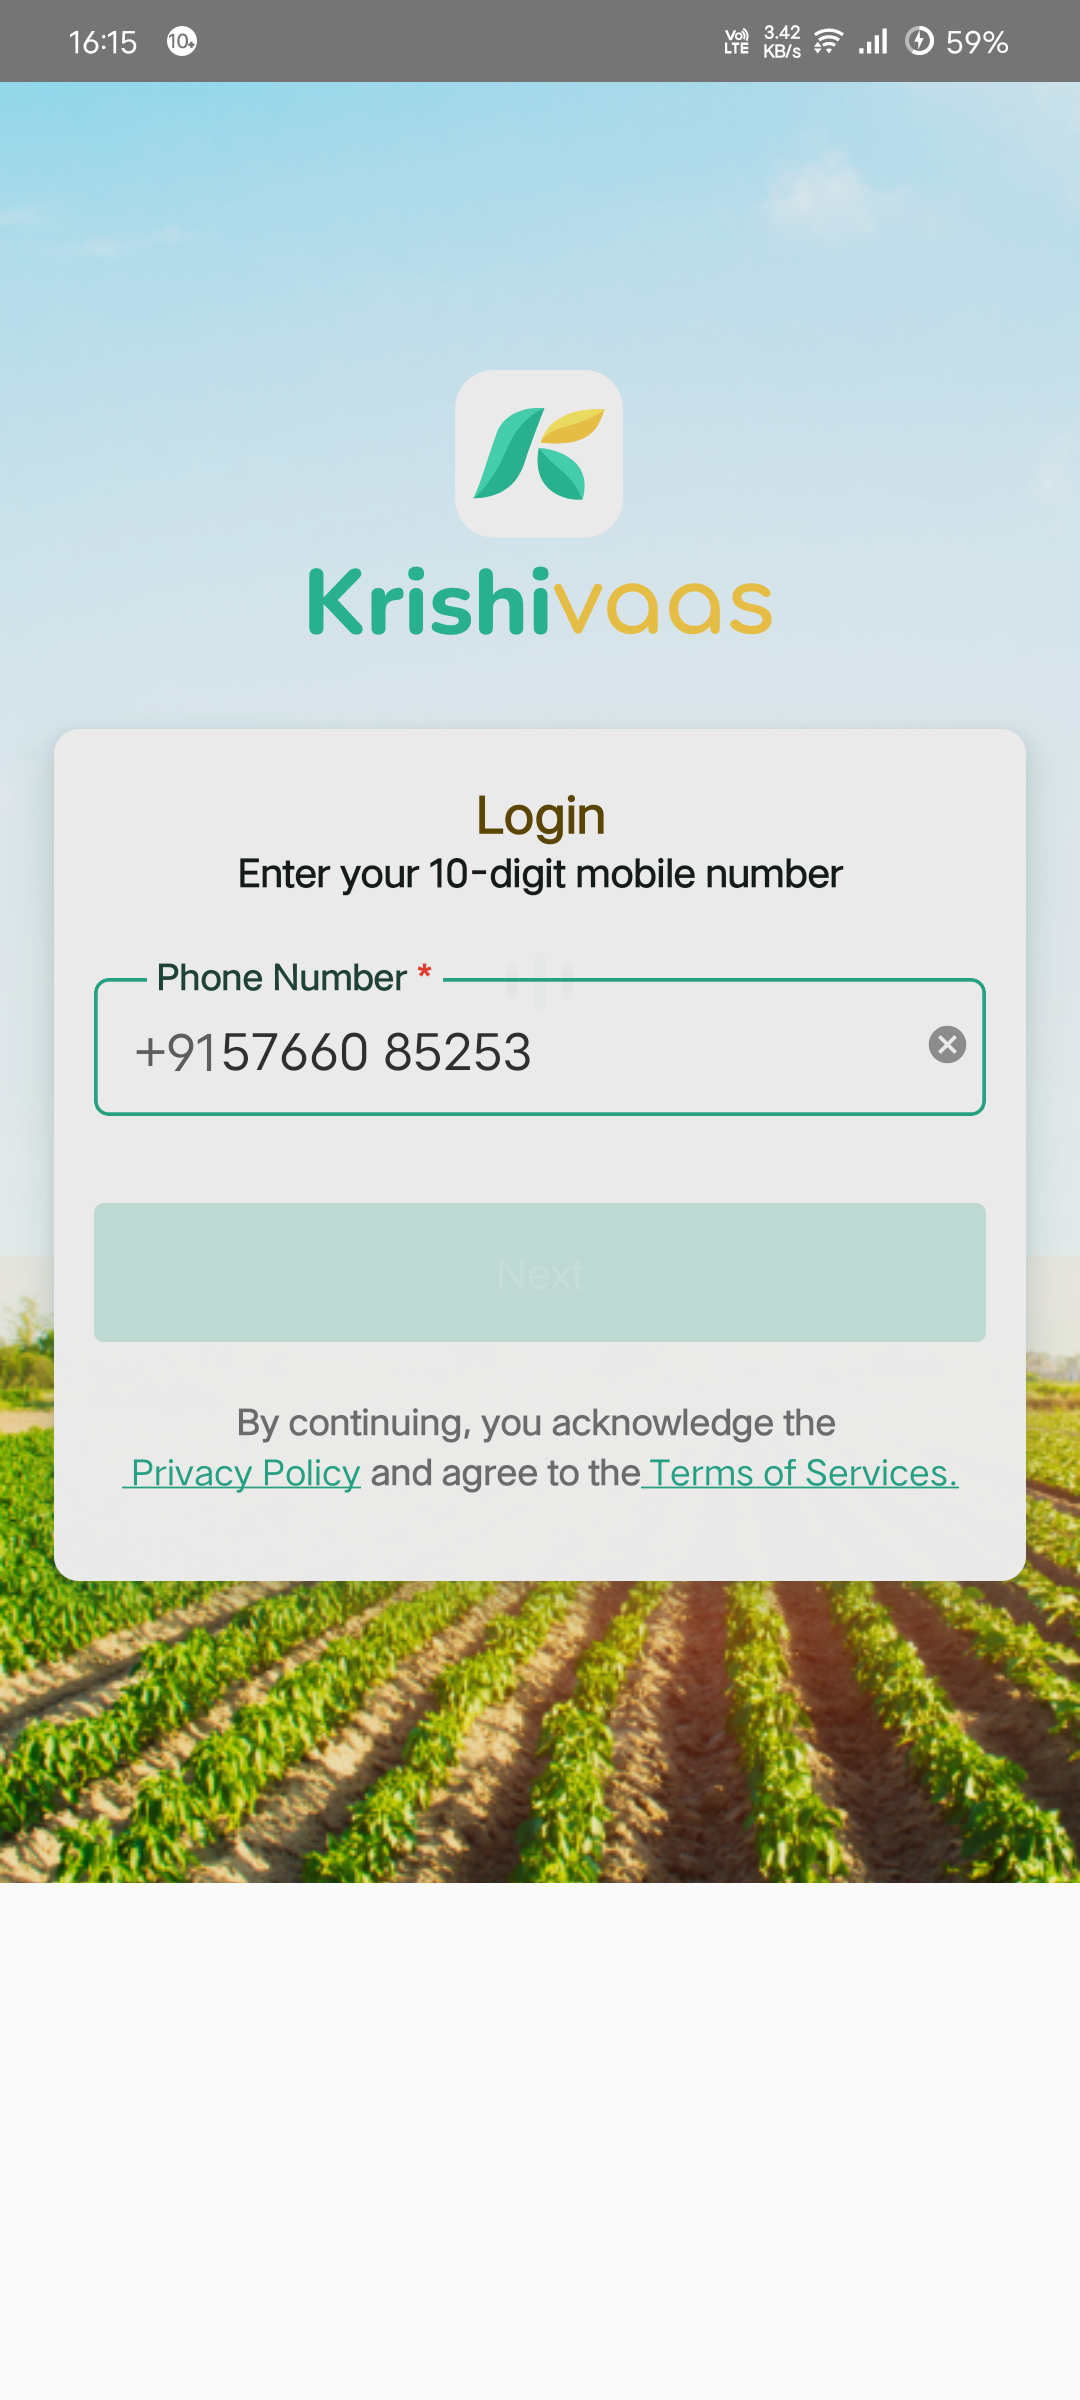 16:15 10+ Vo) LTE 3.42 KB/s 59%
Krishivaas
Login
Enter your 10-digit mobile number
Phone Number *
+9157660 85253
Next
By continuing, you acknowledge the
Privacy Policy and agree to the Terms of Services.